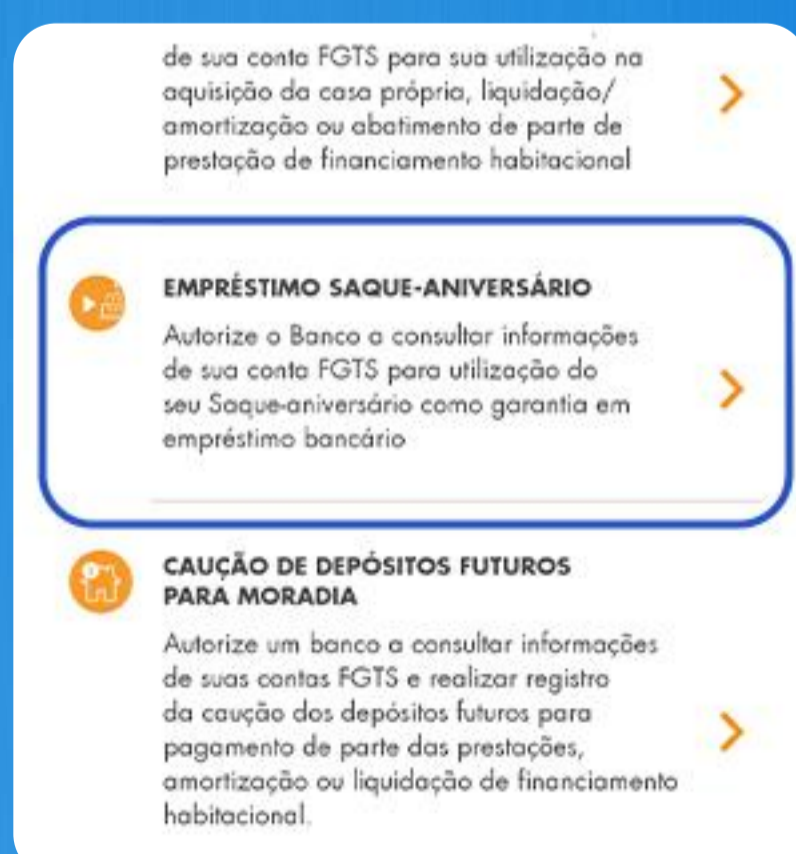 de sua conta FGTS para sua utilização na
aquisição da casa própria, liquidação/
amortização ou abatimento de parte de
prestação de financiamento habitacional
EMPRÉSTIMO SAQUE-ANIVERSÁRIO
Autorize o Banco a consultar informações
de sua conta FGTS para utilização do
seu Saque-aniversário como garantia em
empréstimo bancário
CAUÇÃO DE DEPÓSITOS FUTUROS
PARA MORADIA
Autorize um banco a consultar informações
de suas contas FGTS e realizar registro
da caução dos depósitos futuros para
pagamento de parte das prestações,
amortização ou liquidação de financiamento
habitacional.